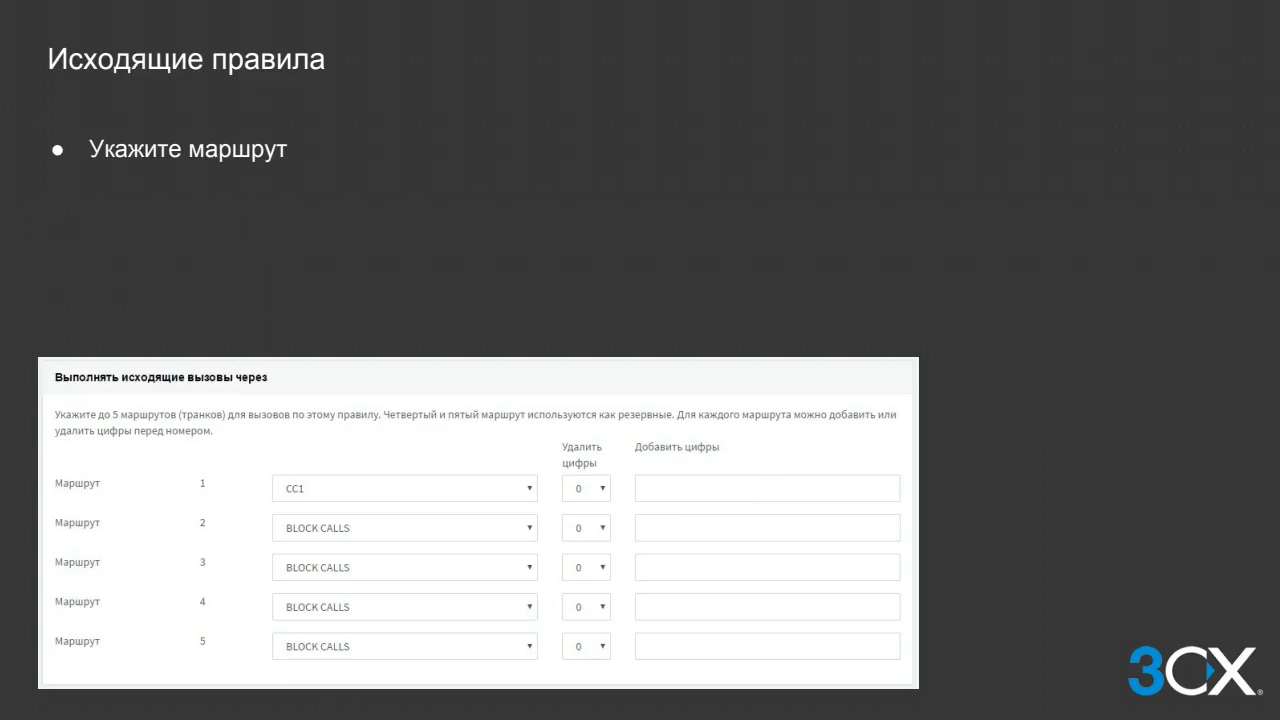 Исходящие правила
● Укажите маршрут
Выполнять исходящие вызовы через
Укажите до 5 маршрутов (транков) для вызовов по этому правилу. Четвертый и пятый маршрут используются как резервные. Для каждого маршрута можно добавить или
удалить цифры перед номером.
Удалить цифры Добавить цифры
Маршрут 1 CC1 0
Маршрут 2 BLOCK CALLS 0
Маршрут 3 BLOCK CALLS 0
Маршрут 4 BLOCK CALLS 0
Маршрут 5 BLOCK CALLS 0
3CX®